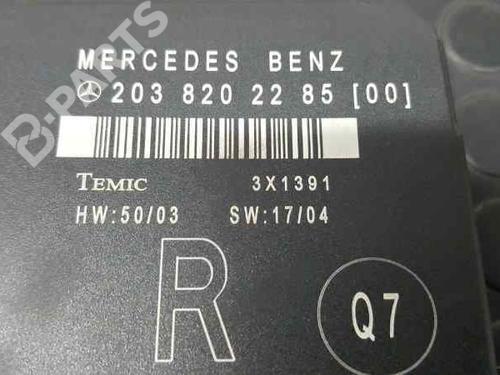 MERCEDES BENZ
203 820 22 85 [00]
TEMIC 3X1391
HW:50/03 SW:17/04
R
Q7
B-PARTS